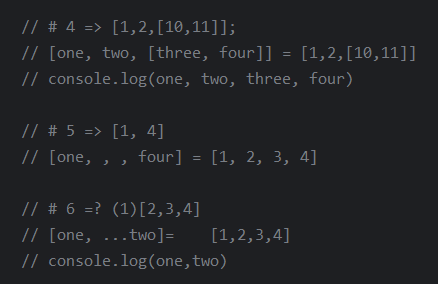 // # 4 => [1,2,[10,11]];
// [one, two, [three, four]] = [1,2,[10,11]]
// console.log(one, two, three, four)
// # 5 => [1, 4]
// [one, , , four] = [1, 2, 3, 4]
// # 6 =? (1)[2,3,4]
// [one, ...two]=    [1,2,3,4]
// console.log(one,two)